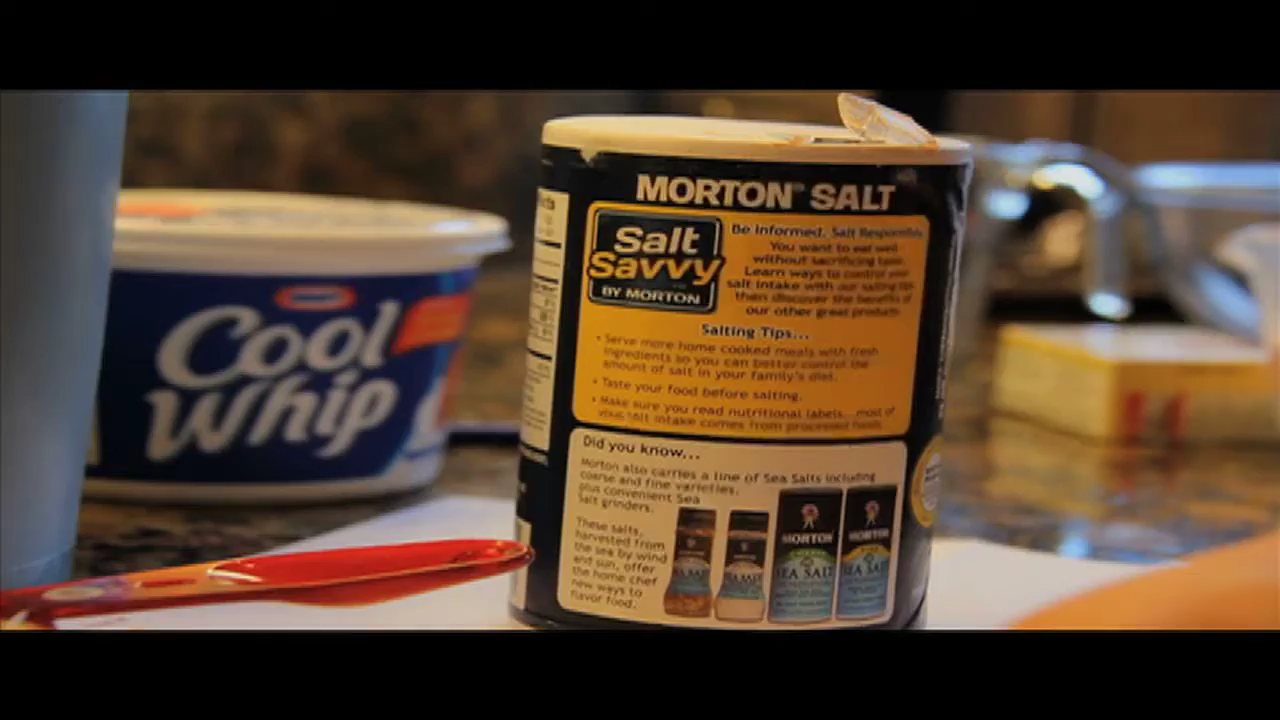 Cool
Whip
MORTON SALT
Salt
Savvy
BY MORTON
Be Informed. Salt Responsibly.
You want to eat well
without sacrificing taste.
Learn ways to control your
salt intake with our salting tips
then discover the benefits of
our other great products.
Salting Tips...
• Serve more home cooked meals with fresh
ingredients so you can better control the
amount of salt in your family's diet.
• Taste your food before salting.
• Make sure you read nutritional labels... most of
your salt intake comes from processed foods.
Did you know...
Morton also carries a line of Sea Salts including
coarse and fine varieties,
plus convenient Sea
Salt grinders.
These salts,
harvested from
the sea by wind
and sun, offer
the home chef
new ways to
flavor food.
SEA SALT
SEA SALT
MORTON
SEA SALT
MORTON
SEA SALT